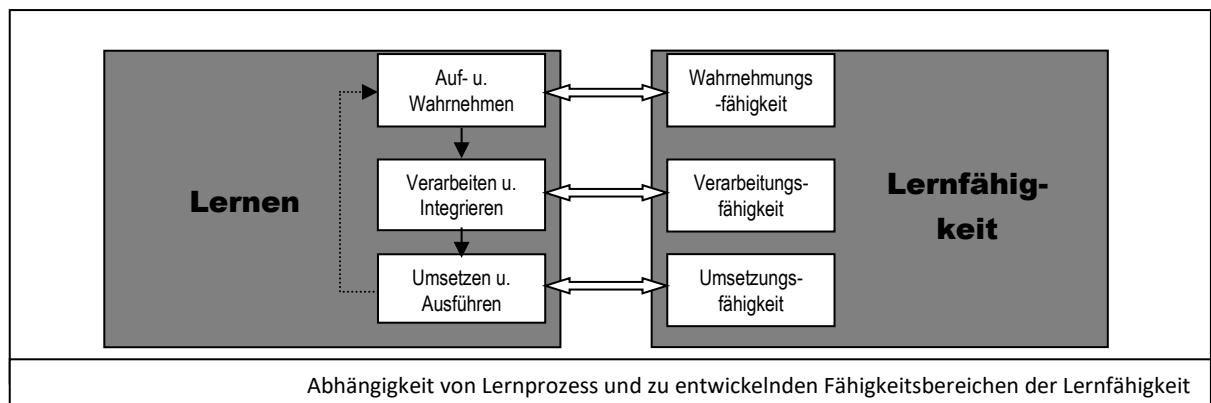 Lernen
Auf- u.
Wahrnehmen
Verarbeiten u.
Integrieren
Umsetzen u.
Ausführen
Wahrnehmungs
-fähigkeit
Verarbeitungs-
fähigkeit
Umsetzungs-
fähigkeit
Lernfähig-
keit
Abhängigkeit von Lernprozess und zu entwickelnden Fähigkeitsbereichen der Lernfähigkeit